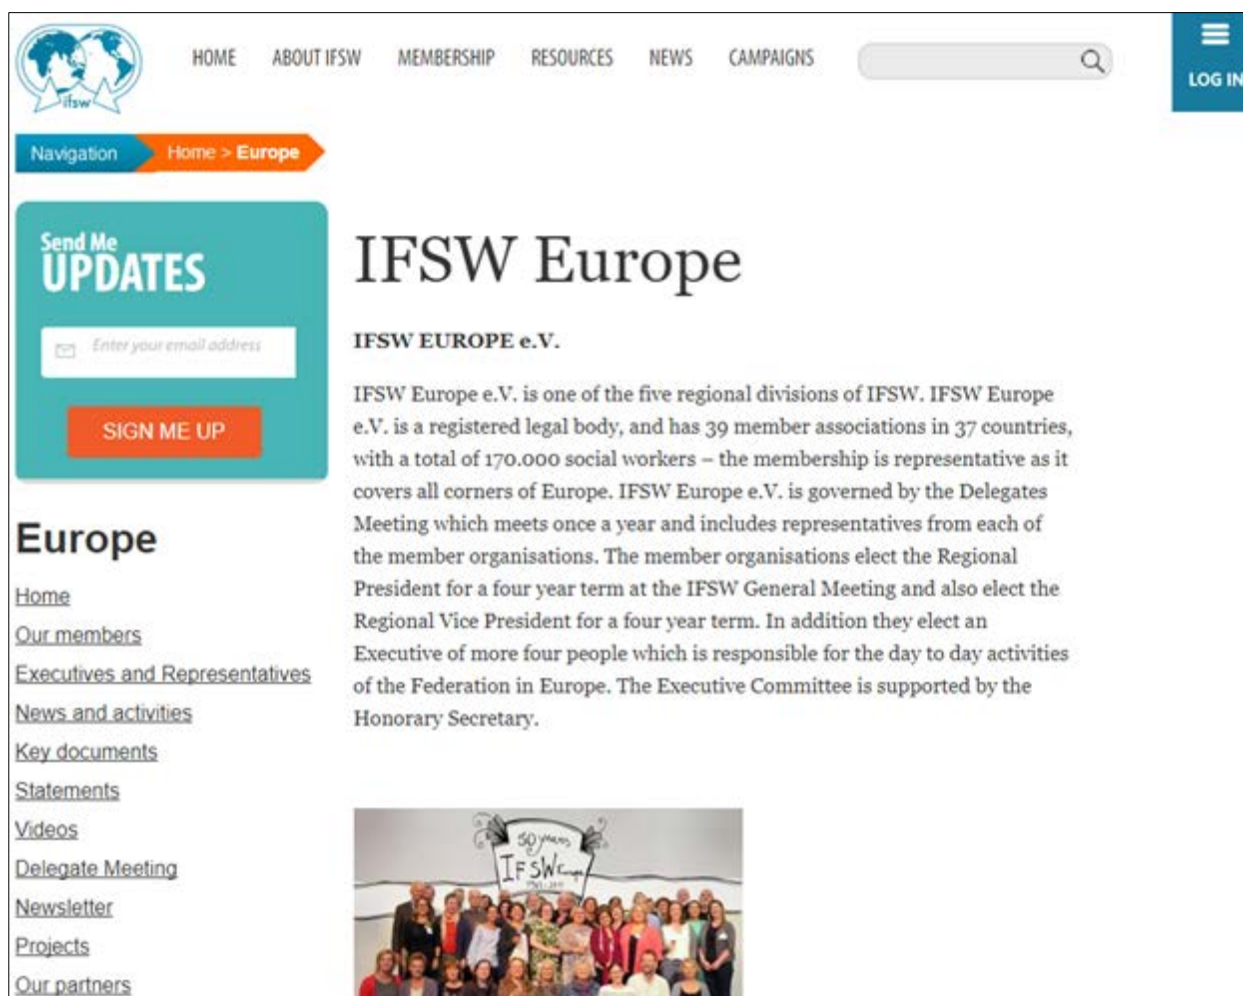 ifsw
HOME ABOUT IFSW MEMBERSHIP RESOURCES NEWS CAMPAIGNS
LOG IN
Navigation Home > Europe
Send Me
UPDATES
Enter your email address
SIGN ME UP
Europe
Home
Our members
Executives and Representatives
News and activities
Key documents
Statements
Videos
Delegate Meeting
Newsletter
Projects
Our partners
IFSW Europe
IFSW EUROPE e.V.
IFSW Europe e.V. is one of the five regional divisions of IFSW. IFSW Europe
e.V. is a registered legal body, and has 39 member associations in 37 countries,
with a total of 170.000 social workers – the membership is representative as it
covers all corners of Europe. IFSW Europe e.V. is governed by the Delegates
Meeting which meets once a year and includes representatives from each of
the member organisations. The member organisations elect the Regional
President for a four year term at the IFSW General Meeting and also elect the
Regional Vice President for a four year term. In addition they elect an
Executive of more four people which is responsible for the day to day activities
of the Federation in Europe. The Executive Committee is supported by the
Honorary Secretary.
50 years
IFSW Europe